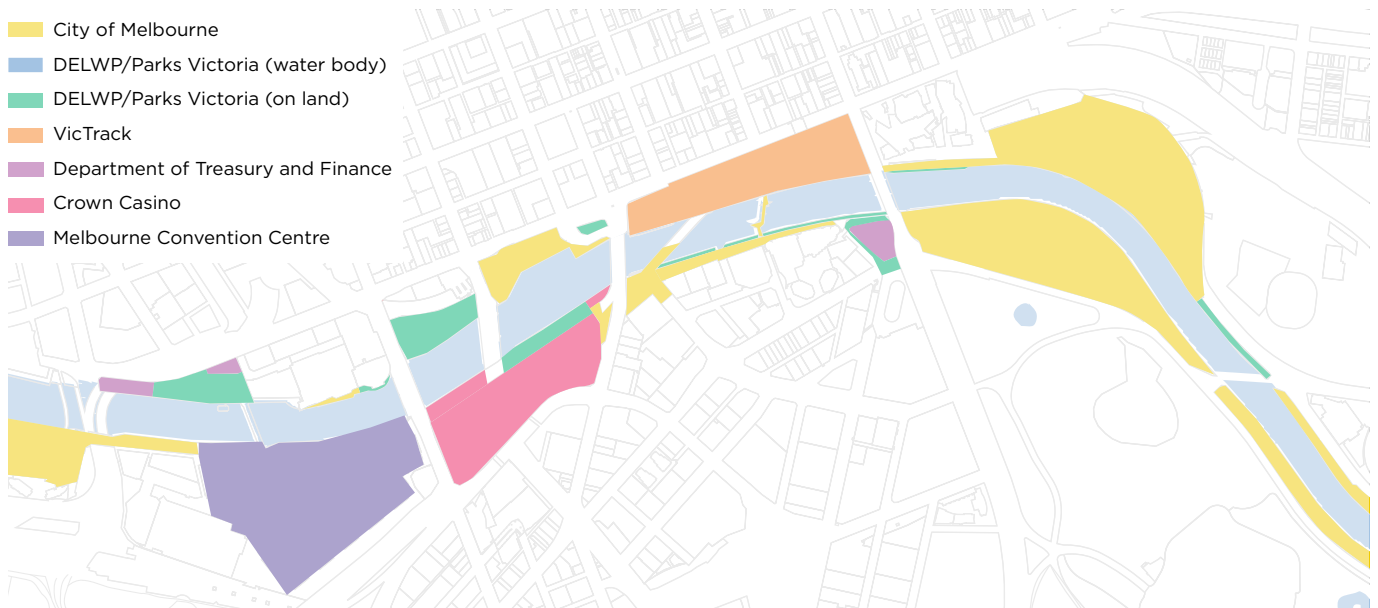 City of Melbourne
DELWP/Parks Victoria (water body)
DELWP/Parks Victoria (on land)
VicTrack
Department of Treasury and Finance
Crown Casino
Melbourne Convention Centre